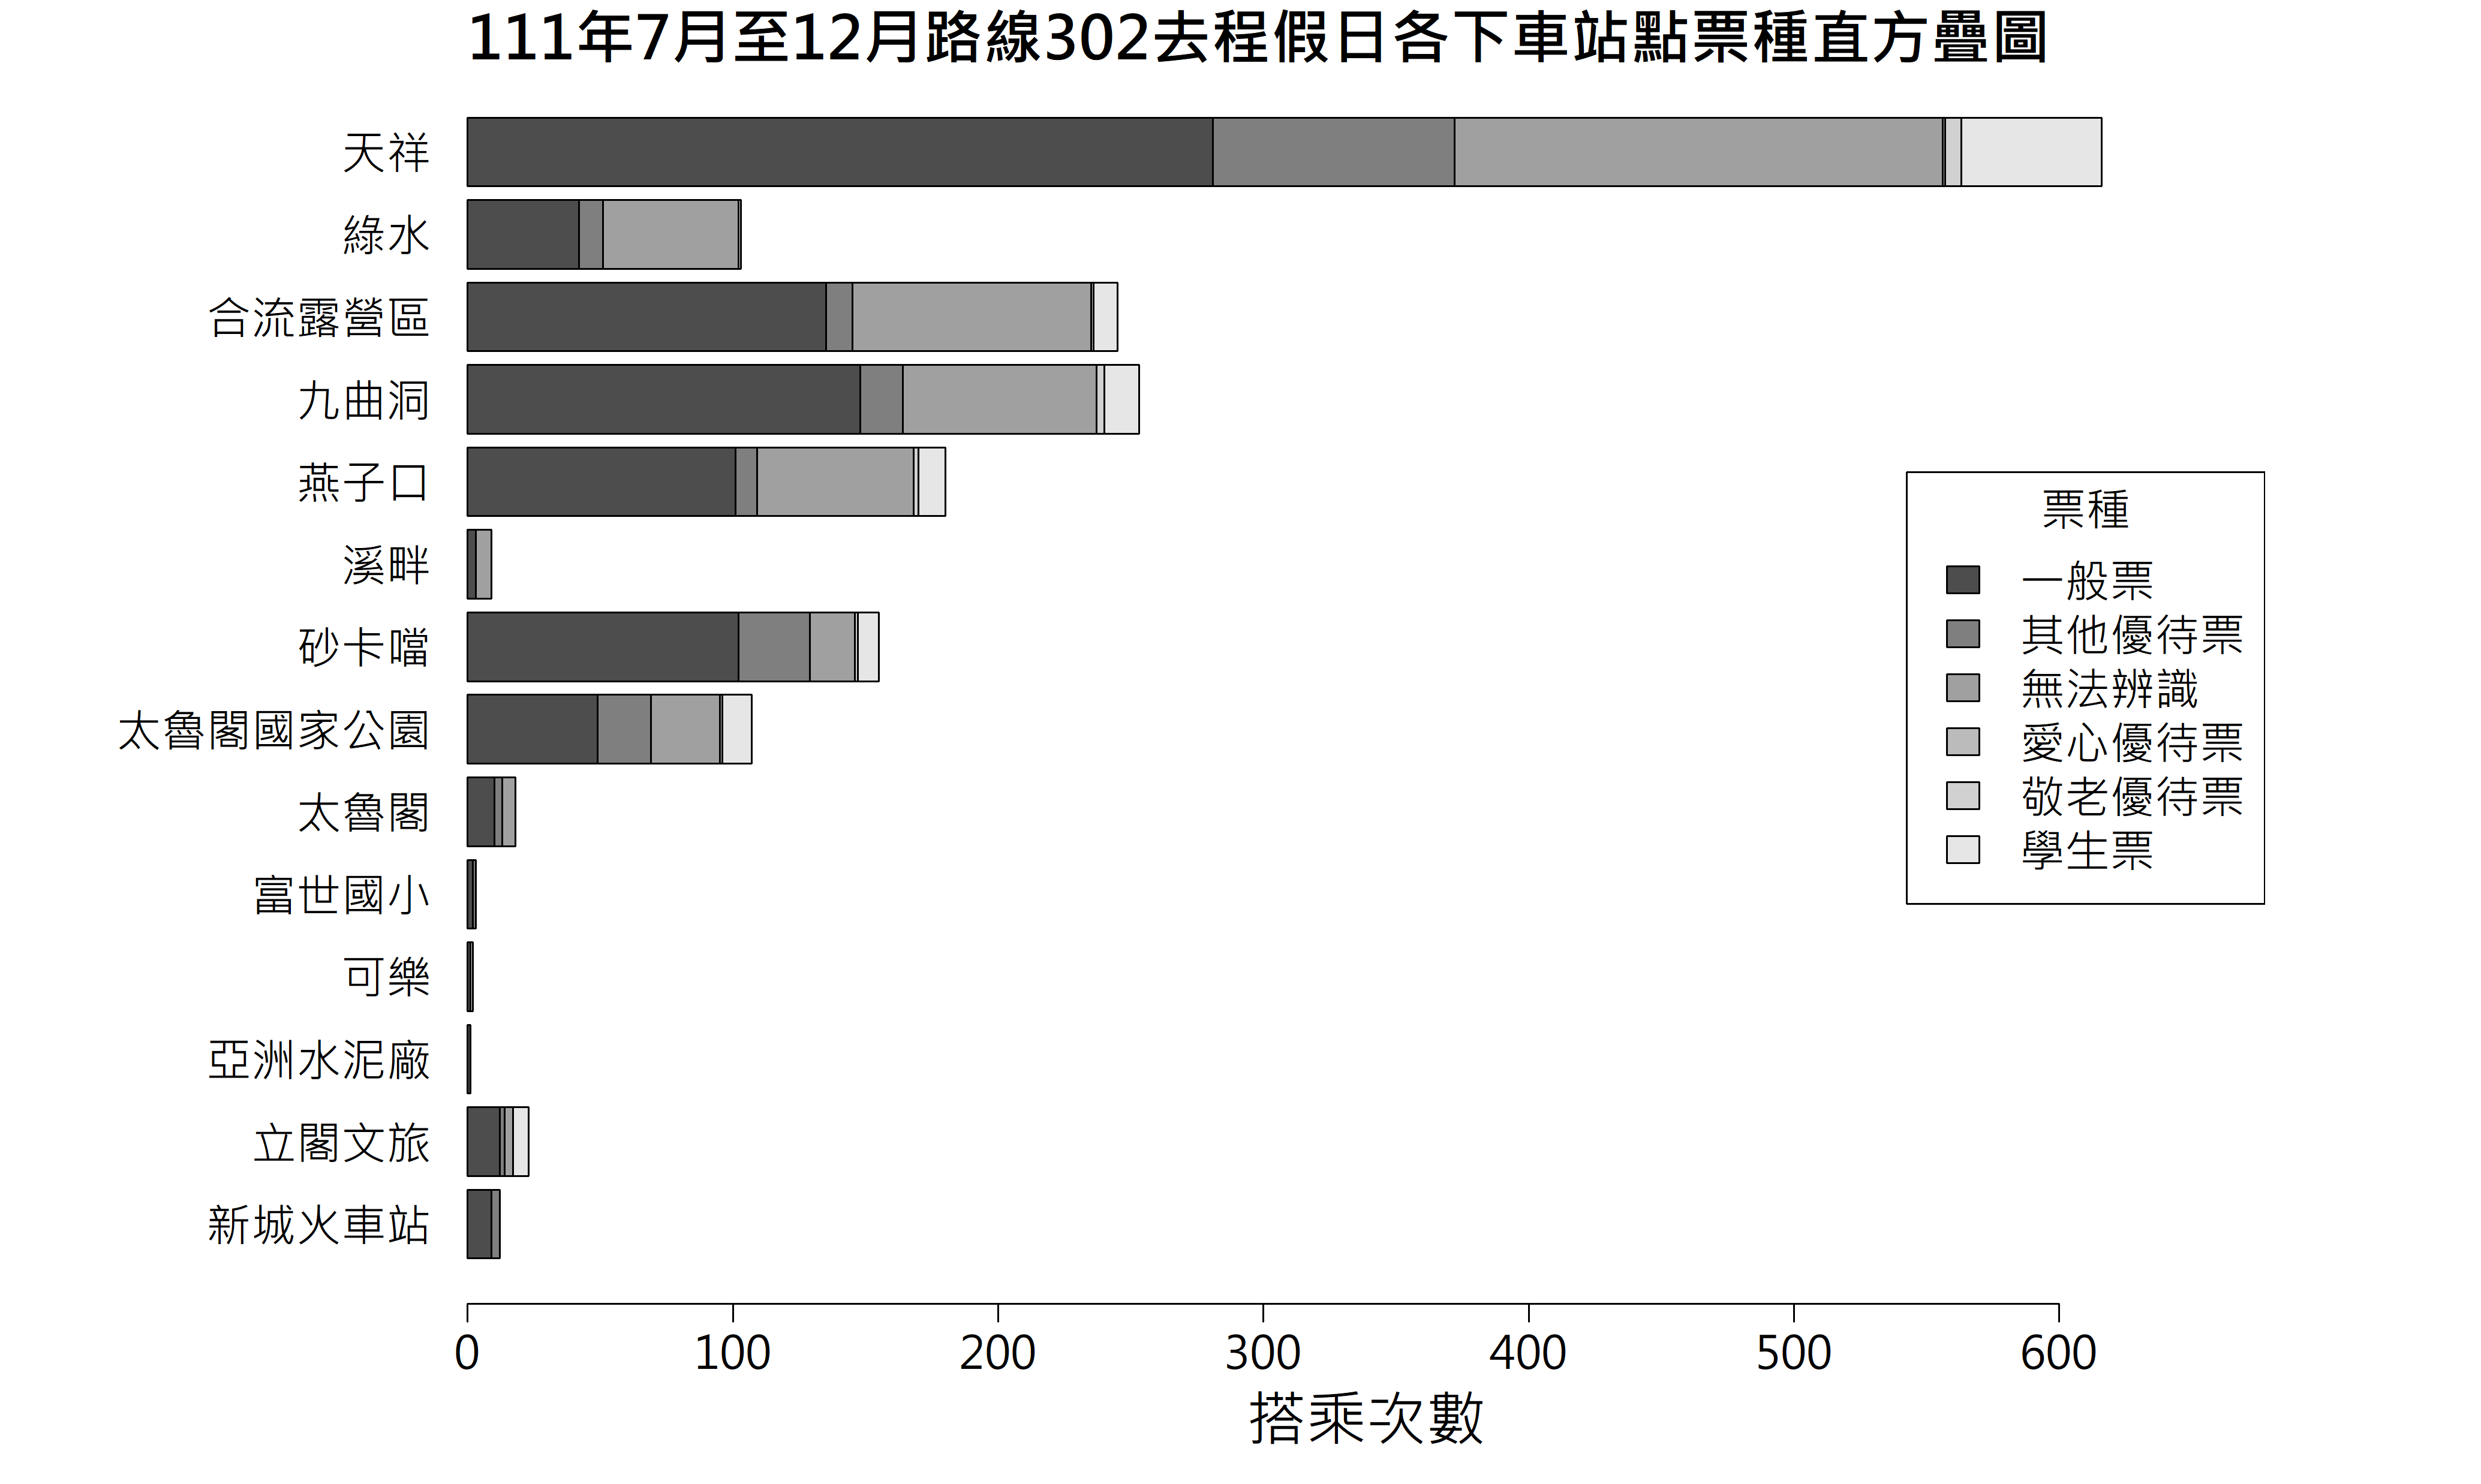 111年7月至12月路線302去程假日各下車站點票種直方疊圖
天祥
綠水
合流露營區
九曲洞
燕子口
溪畔
砂卡噹
太魯閣國家公園
太魯閣
富世國小
可樂
亞洲水泥廠
立閣文旅
新城火車站
票種
一般票
其他優待票
無法辨識
愛心優待票
敬老優待票
學生票
0 100 200 300 400 500 600
搭乘次數